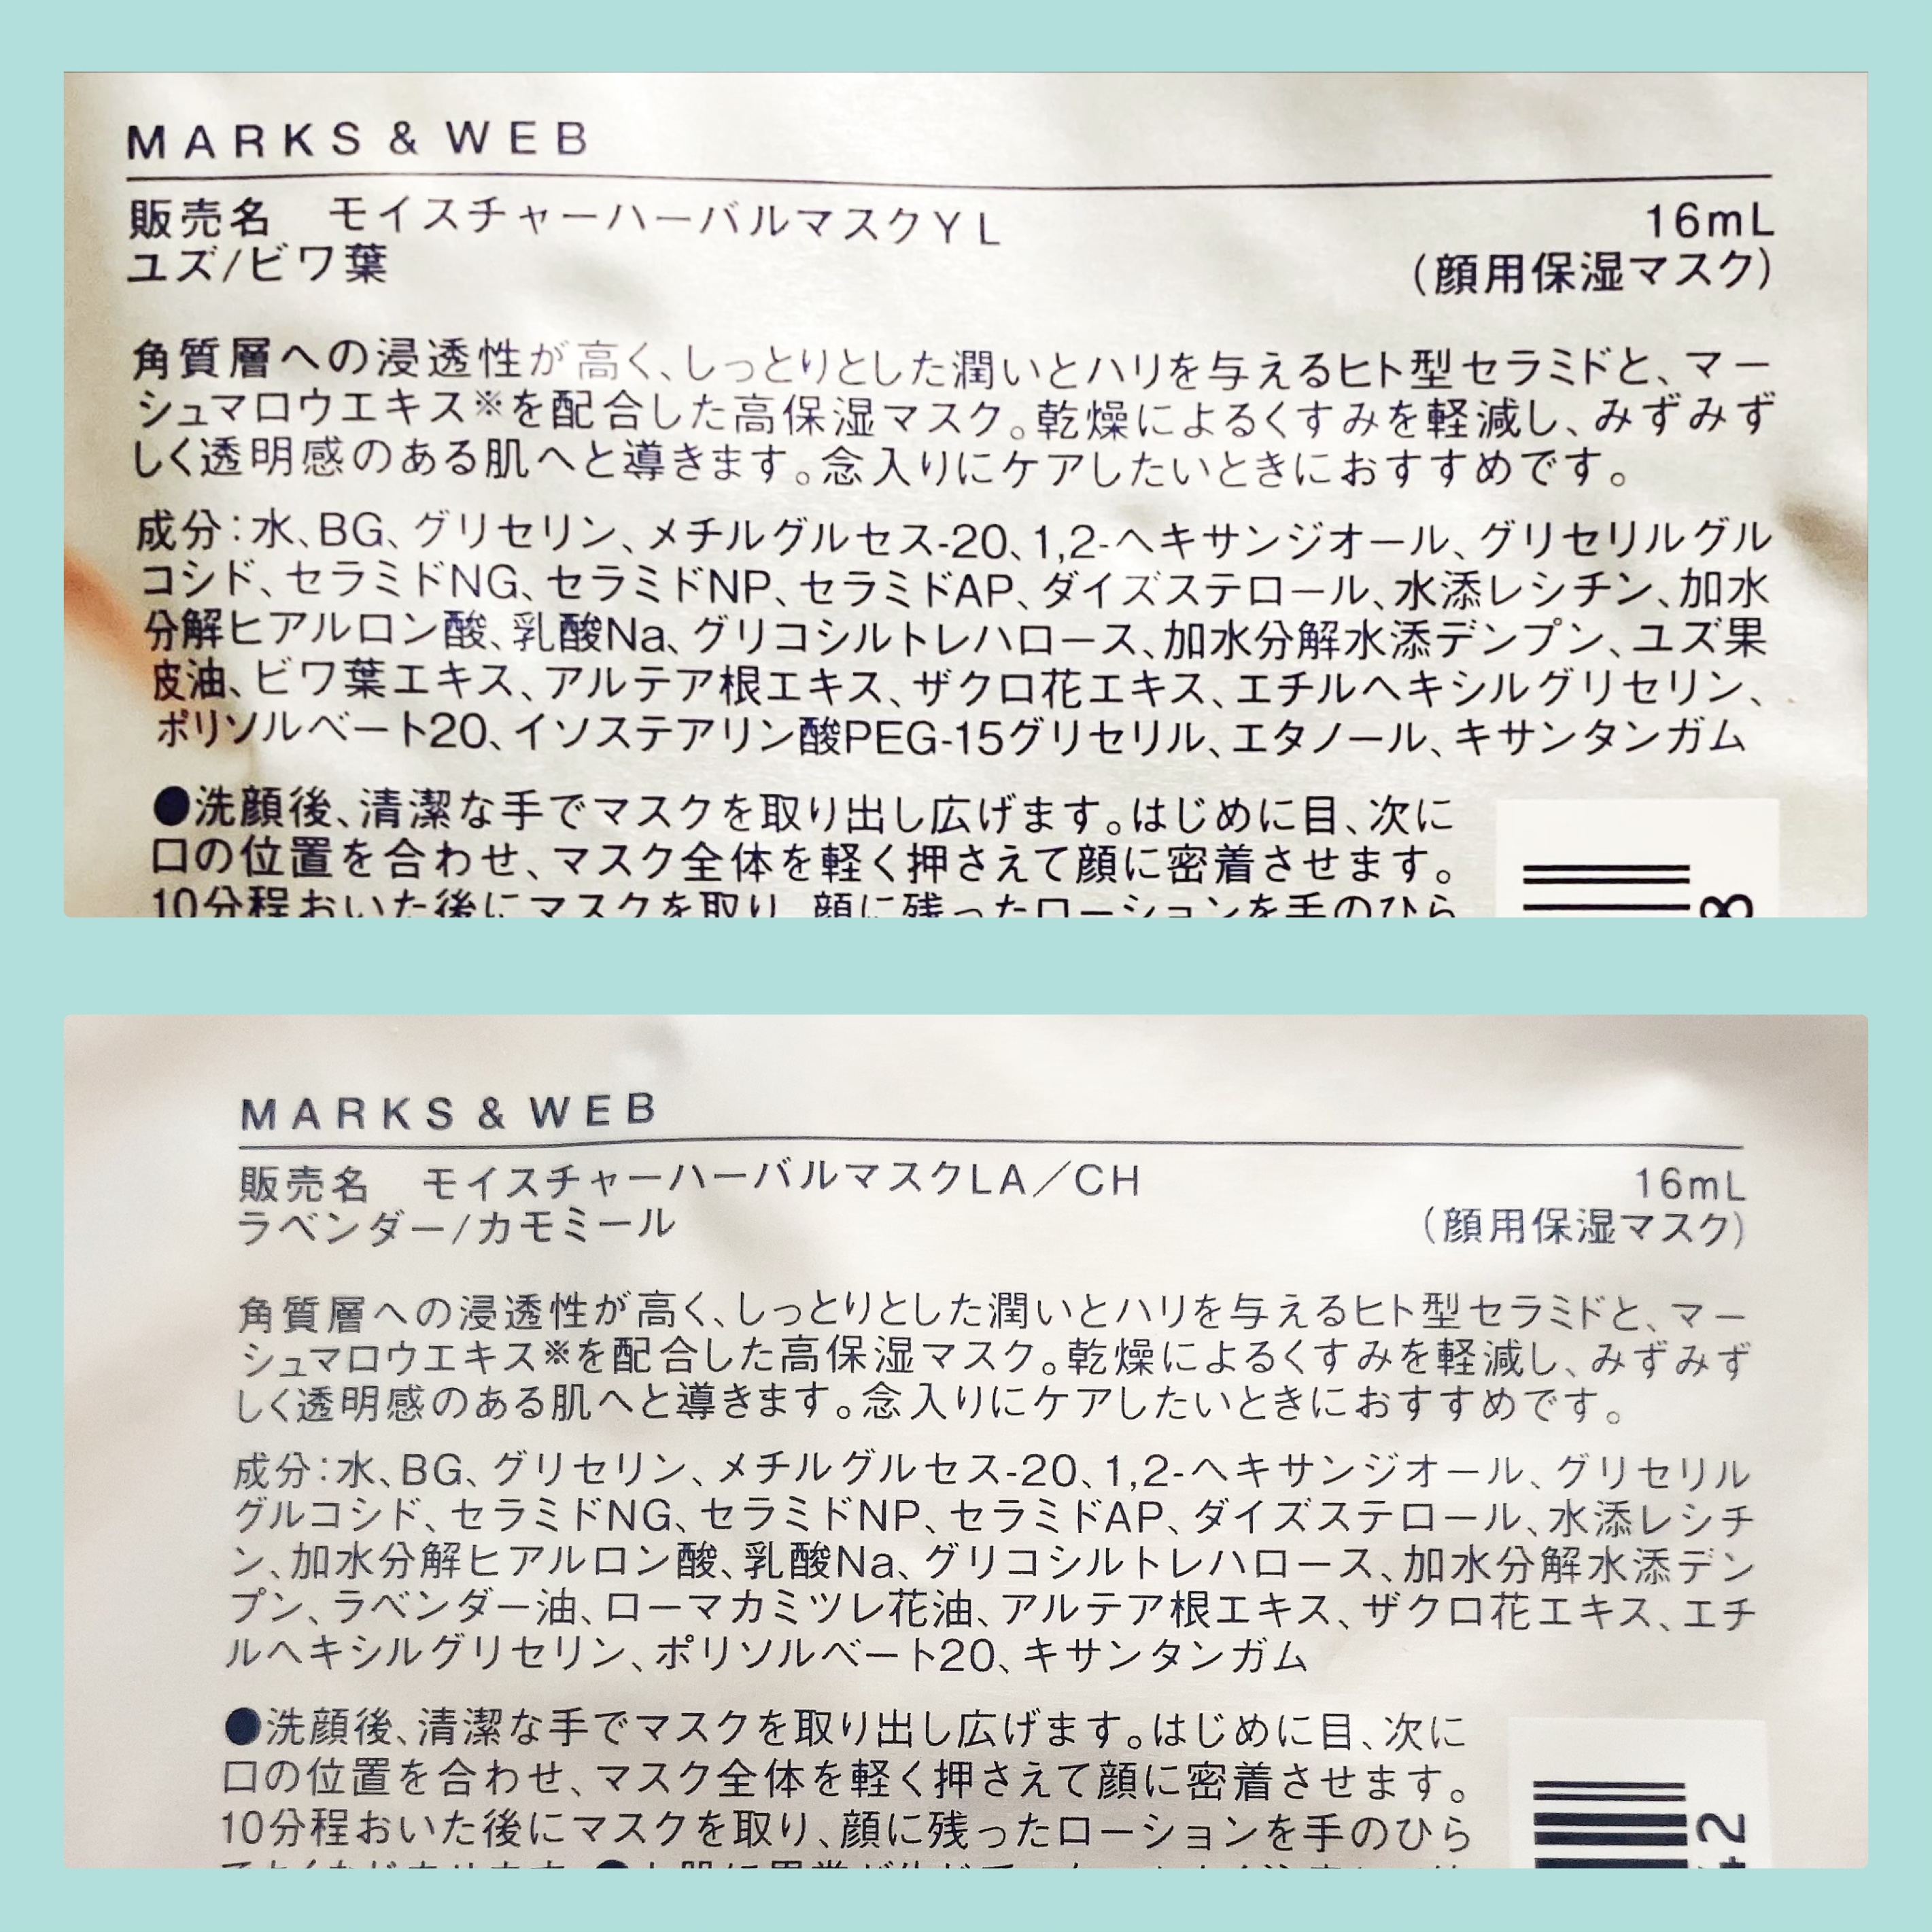 MARKS & WEB
販売名　モイスチャーハーバルマスクYL
16mL
ユズ/ビワ葉
(顔用保湿マスク)
角質層への浸透性が高く、しっとりとした潤いとハリを与えるヒト型セラミドと、マー
シュマロウエキス※を配合した高保湿マスク。乾燥によるくすみを軽減し、みずみず
しく透明感のある肌へと導きます。念入りにケアしたいときにおすすめです。
成分:水、BG、グリセリン、メチルグルセス-20、1,2-ヘキサンジオール、グリセリルグル
コシド、セラミドNG、セラミドNP、セラミドAP、ダイズステロール、水添レシチン、加水
分解ヒアルロン酸、乳酸Na、グリコシルトレハロース、加水分解水添デンプン、ユズ果
皮油、ビワ葉エキス、アルテア根エキス、ザクロ花エキス、エチルヘキシルグリセリン、
ポリソルベート20、イソステアリン酸PEG-15グリセリル、エタノール、キサンタンガム
●洗顔後、清潔な手でマスクを取り出し広げます。はじめに目、次に
口の位置を合わせ、マスク全体を軽く押さえて顔に密着させます。
10分程おいた後にマスクを取り、顔に残ったローションを手のひら
8
MARKS & WEB
販売名　モイスチャーハーバルマスクLA／CH
16mL
ラベンダー/カモミール
(顔用保湿マスク)
角質層への浸透性が高く、しっとりとした潤いとハリを与えるヒト型セラミドと、マー
シュマロウエキス※を配合した高保湿マスク。乾燥によるくすみを軽減し、みずみず
しく透明感のある肌へと導きます。念入りにケアしたいときにおすすめです。
成分:水、BG、グリセリン、メチルグルセス-20、1,2-ヘキサンジオール、グリセリル
グルコシド、セラミドNG、セラミドNP、セラミドAP、ダイズステロール、水添レシチ
ン、加水分解ヒアルロン酸、乳酸Na、グリコシルトレハロース、加水分解水添デン
プン、ラベンダー油、ローマカミツレ花油、アルテア根エキス、ザクロ花エキス、エチ
ルヘキシルグリセリン、ポリソルベート20、キサンタンガム
●洗顔後、清潔な手でマスクを取り出し広げます。はじめに目、次に
口の位置を合わせ、マスク全体を軽く押さえて顔に密着させます。
10分程おいた後にマスクを取り、顔に残ったローションを手のひら
2